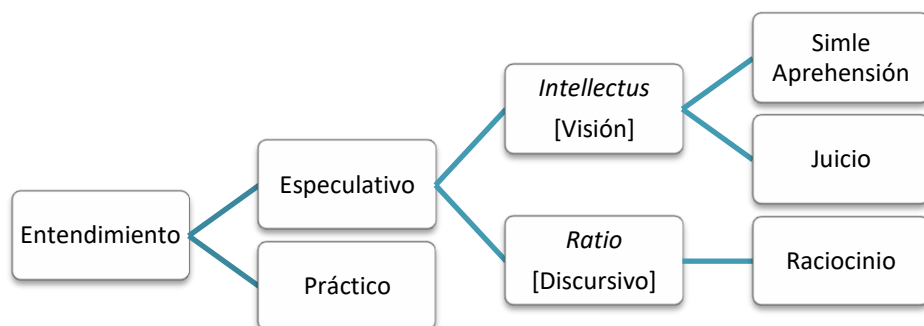 Entendimiento
Especulativo
Práctico
Intellectus
[Visión]
Ratio
[Discursivo]
Simle
Aprehensión
Juicio
Raciocinio